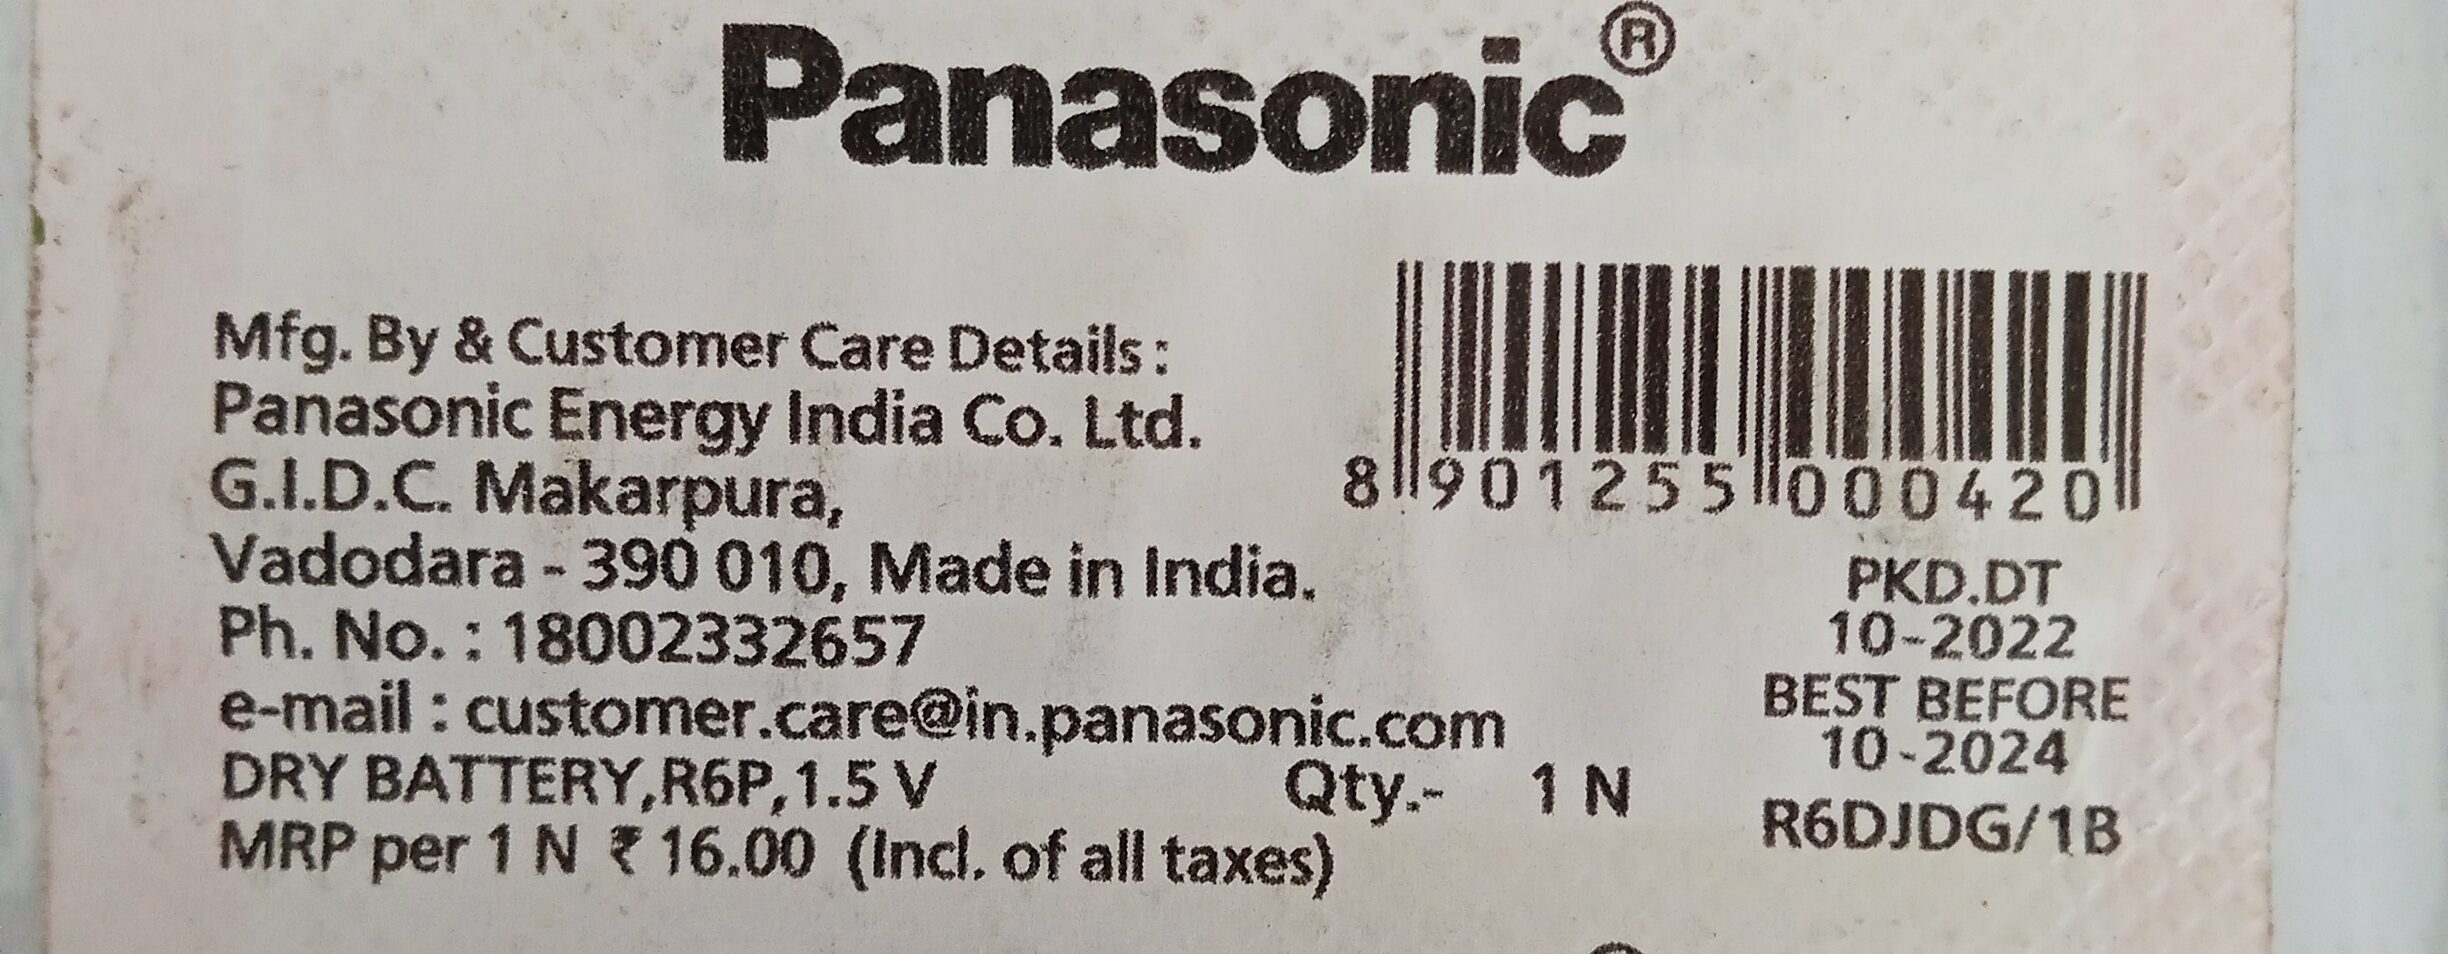 Panasonic®
Mfg. By & Customer Care Details :
Panasonic Energy India Co. Ltd.
G.I.D.C. Makarpura,
Vadodara - 390 010, Made in India.
Ph. No. : 18002332657
e-mail : customer.care@in.panasonic.com
DRY BATTERY,R6P,1.5 V Qty.- 1 N
MRP per 1 N ₹ 16.00 (Incl. of all taxes)
8 901255 000420
PKD.DT
10-2022
BEST BEFORE
10-2024
R6DJDG/1B